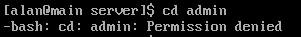 [alan@main server]$ cd admin
-bash: cd: admin: Permission denied